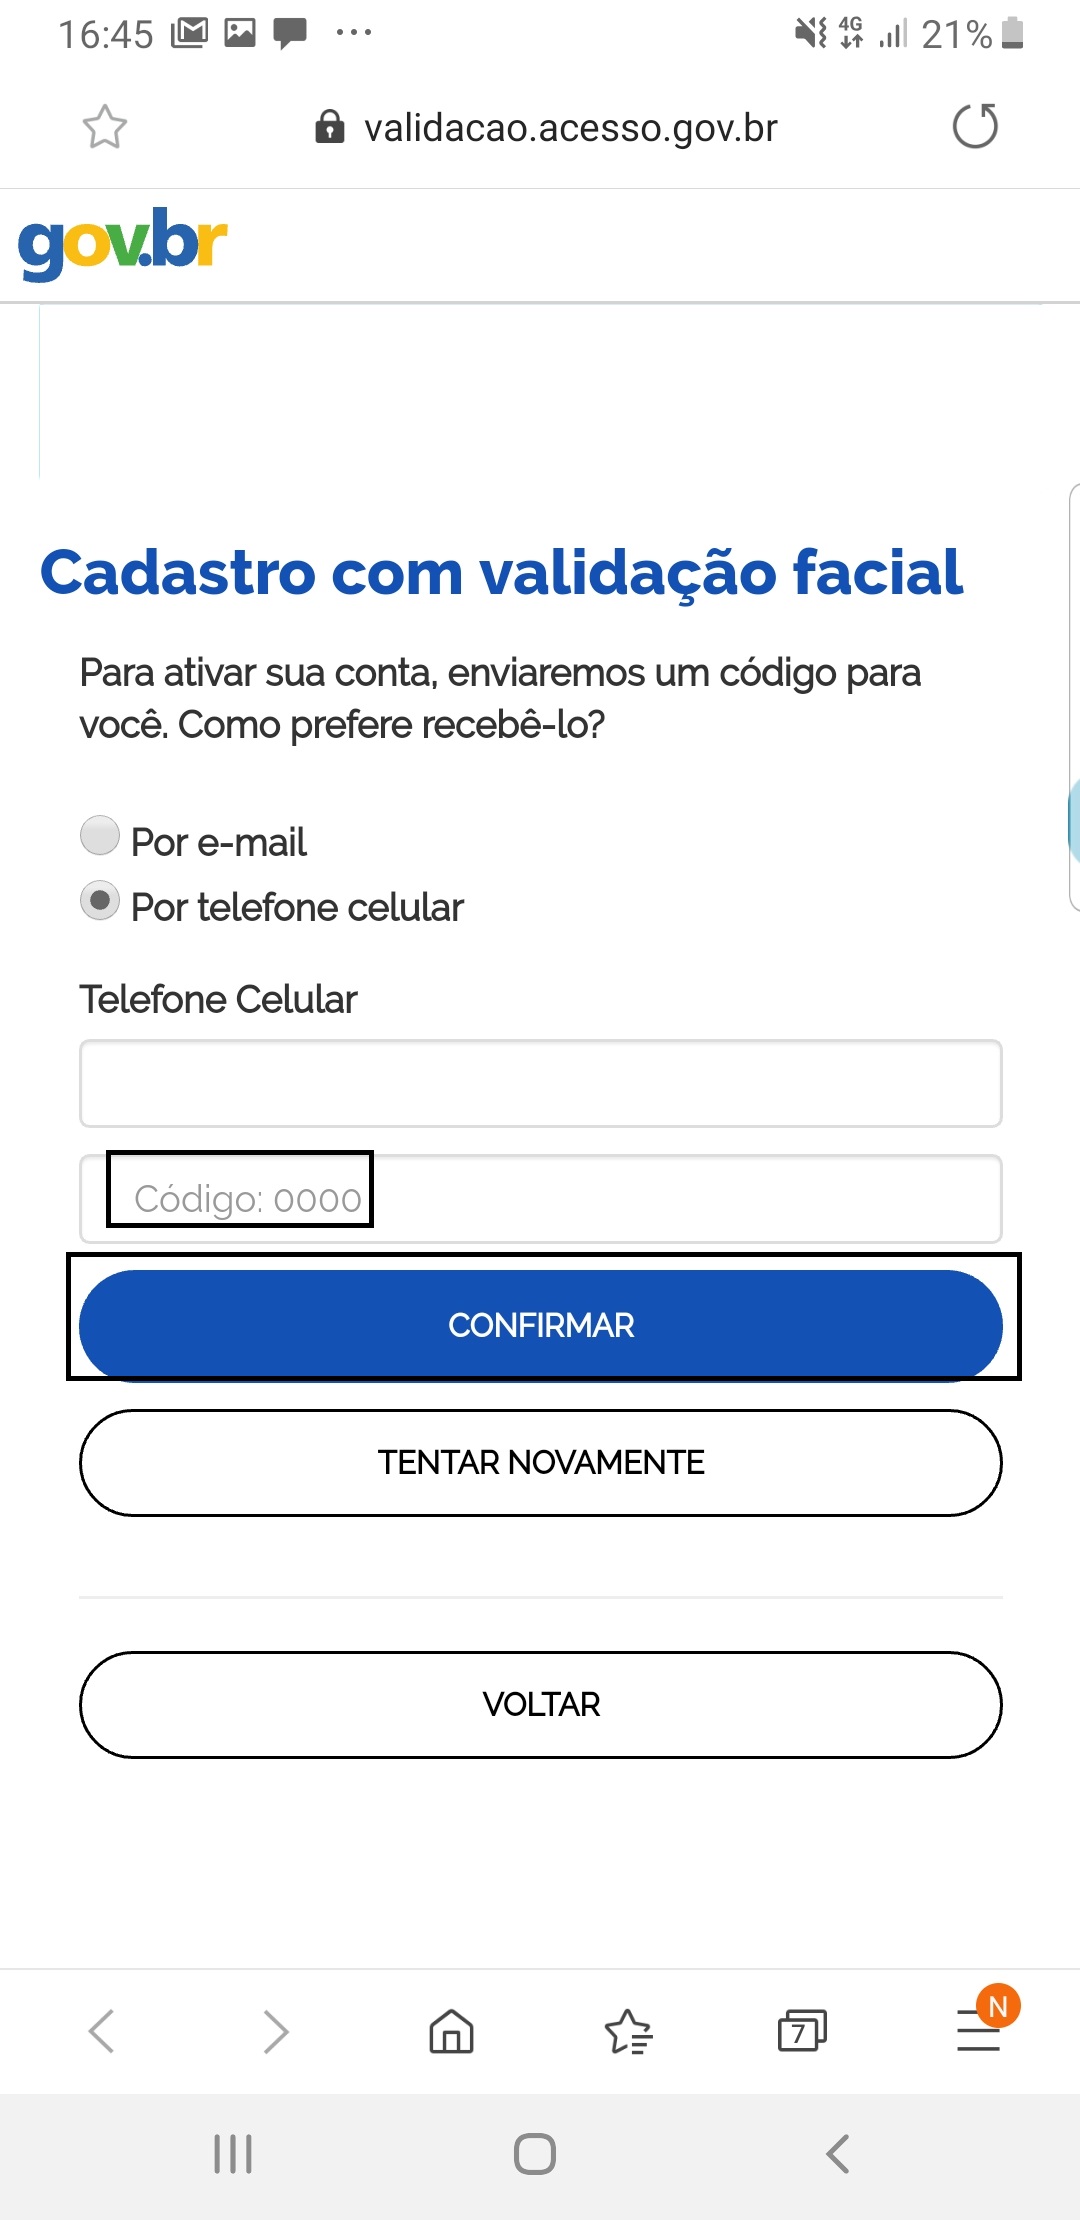 16:45
4G
21%
validacao.acesso.gov.br
gov.br
Cadastro com validação facial
Para ativar sua conta, enviaremos um código para
você. Como prefere recebê-lo?
Por e-mail
Por telefone celular
Telefone Celular
Código: 0000
CONFIRMAR
TENTAR NOVAMENTE
VOLTAR
7
N